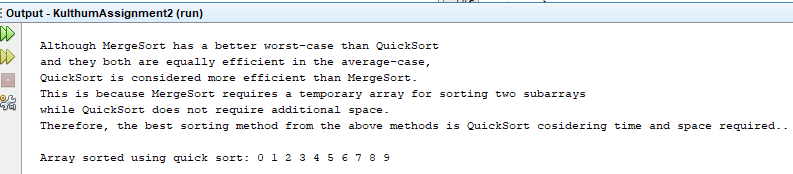 Output - KulthumAssignment2 (run)
Although MergeSort has a better worst-case than QuickSort
and they both are equally efficient in the average-case,
QuickSort is considered more efficient than MergeSort.
This is because MergeSort requires a temporary array for sorting two subarrays
while QuickSort does not require additional space.
Therefore, the best sorting method from the above methods is QuickSort cosidering time and space required..
Array sorted using quick sort: 0 1 2 3 4 5 6 7 8 9